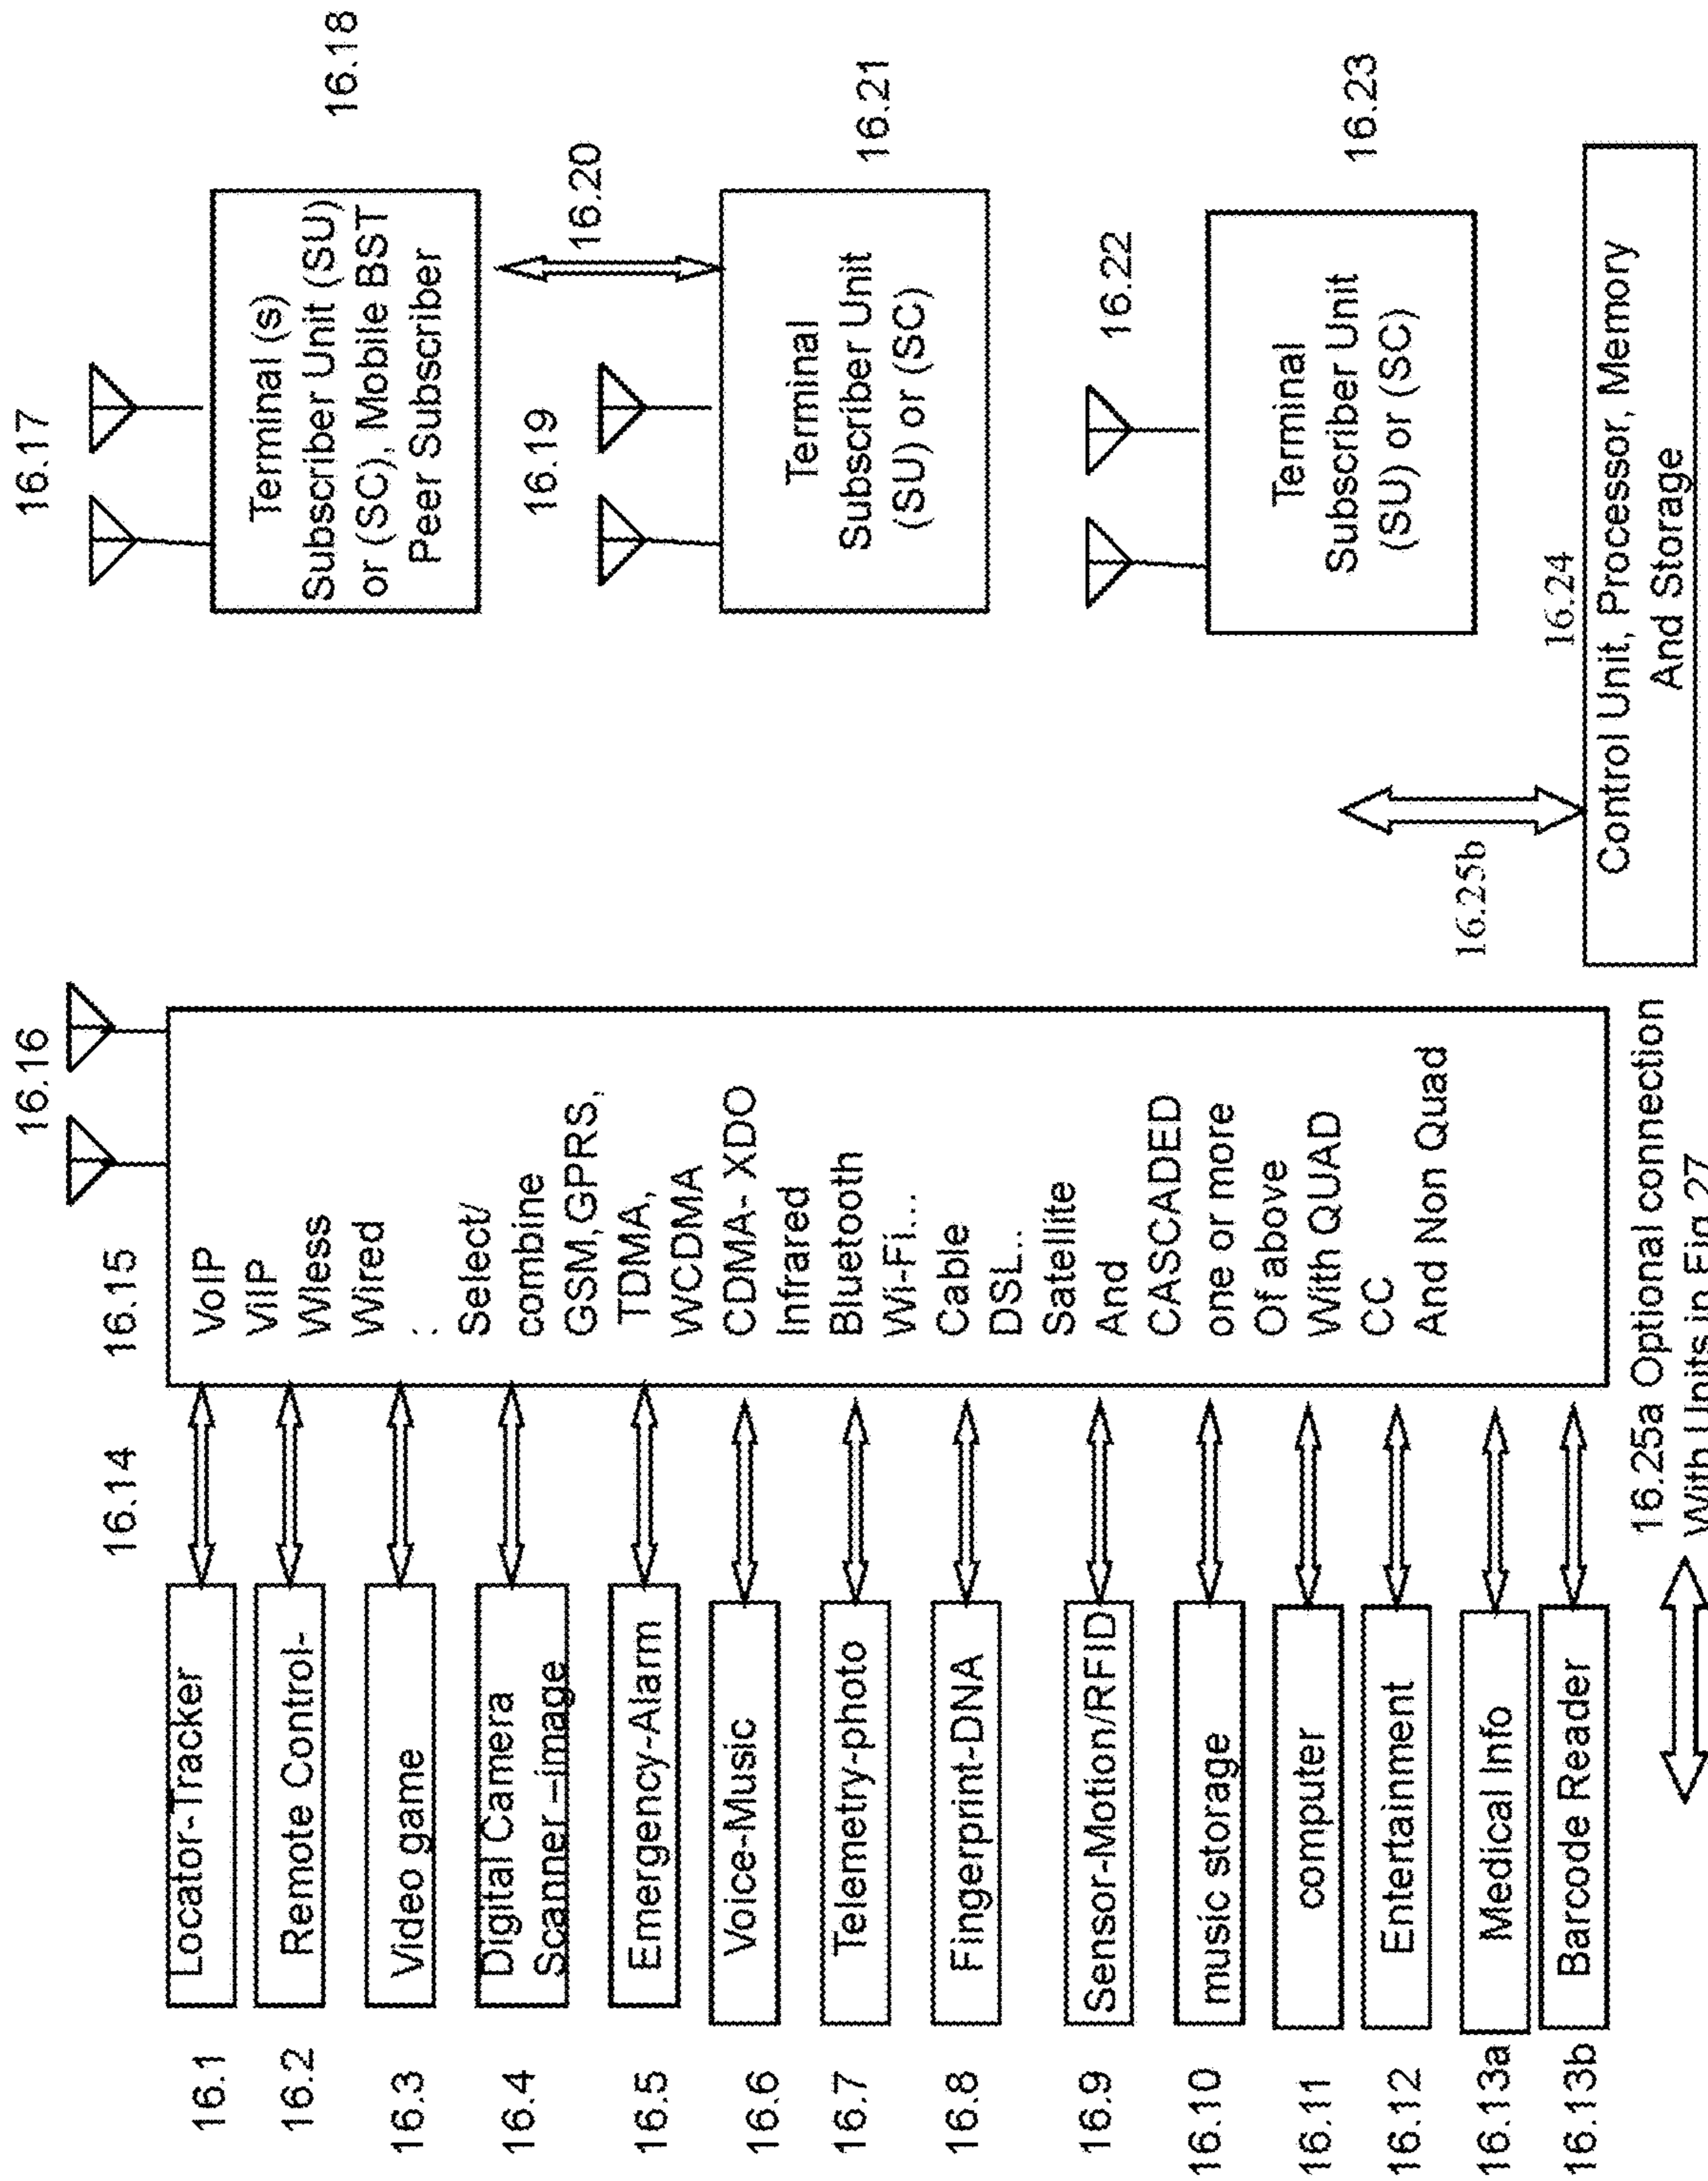 16.1
Locator-Tracker
16.2
Remote Control-
16.3
Video game
16.4
Digital Camera
Scanner –image
16.5
Emergency-Alarm
16.6
Voice-Music
16.7
Telemetry-photo
16.8
Fingerprint-DNA
16.9
Sensor-Motion/RFID
16.10
music storage
16.11
computer
16.12
Entertainment
16.13a
Medical Info
16.13b
Barcode Reader
16.14
16.15
16.16
VoIP
ViIP
Wless
Wired
:
Select/
combine
GSM,GPRS,
TDMA,
WCDMA
CDMA- XDO
Infrared
Bluetooth
Wi-Fi...
Cable
DSL..
Satellite
And
CASCADED
one or more
Of above
With QUAD
CC
And Non Quad
16.25a Optional connection
With Units in Fig.27
16.17
Terminal (s)
Subscriber Unit (SU)
or (SC), Mobile BST
Peer Subscriber
16.18
16.20
16.19
Terminal
Subscriber Unit
(SU) or (SC)
16.21
16.22
Terminal
Subscriber Unit
(SU) or (SC)
16.23
16.25b
16.24
Control Unit, Processor, Memory
And Storage